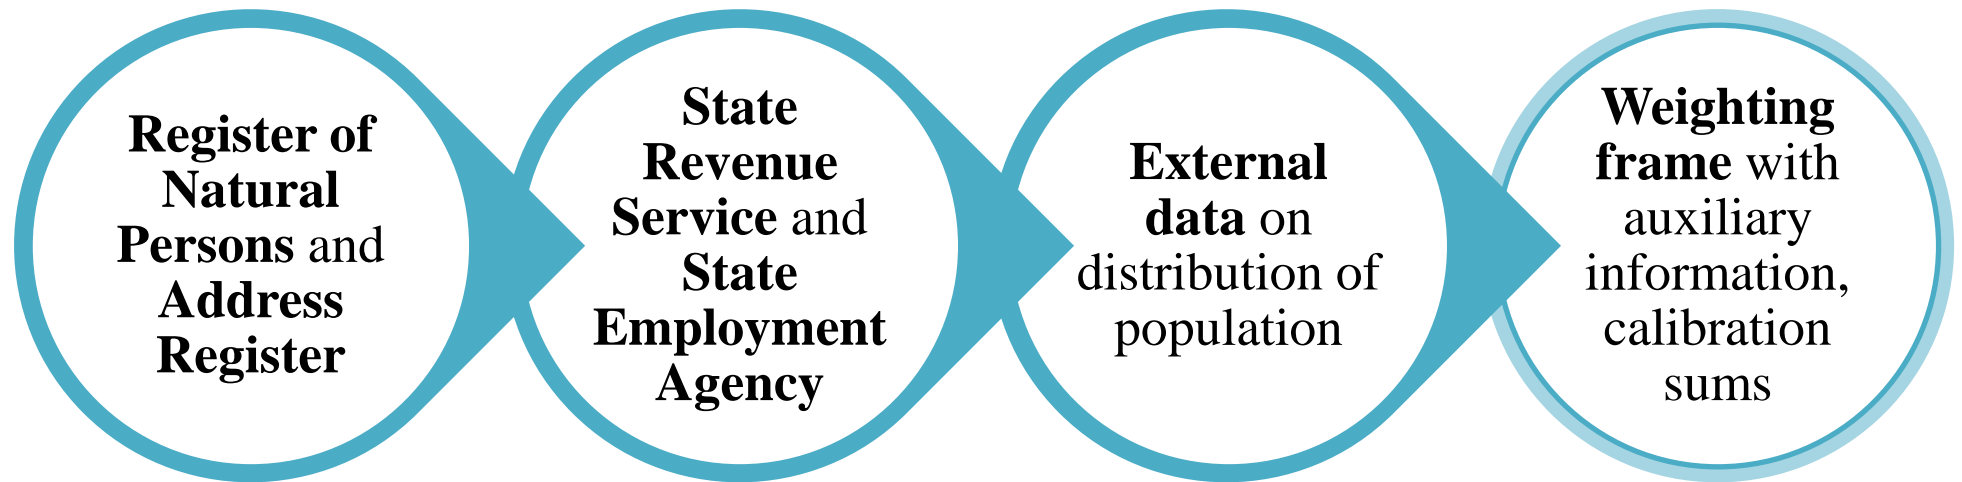 Register of
Natural
Persons and
Address
Register
State
Revenue
Service and
State
Employment
Agency
External
data on
distribution of
population
Weighting
frame with
auxiliary
information,
calibration
sums